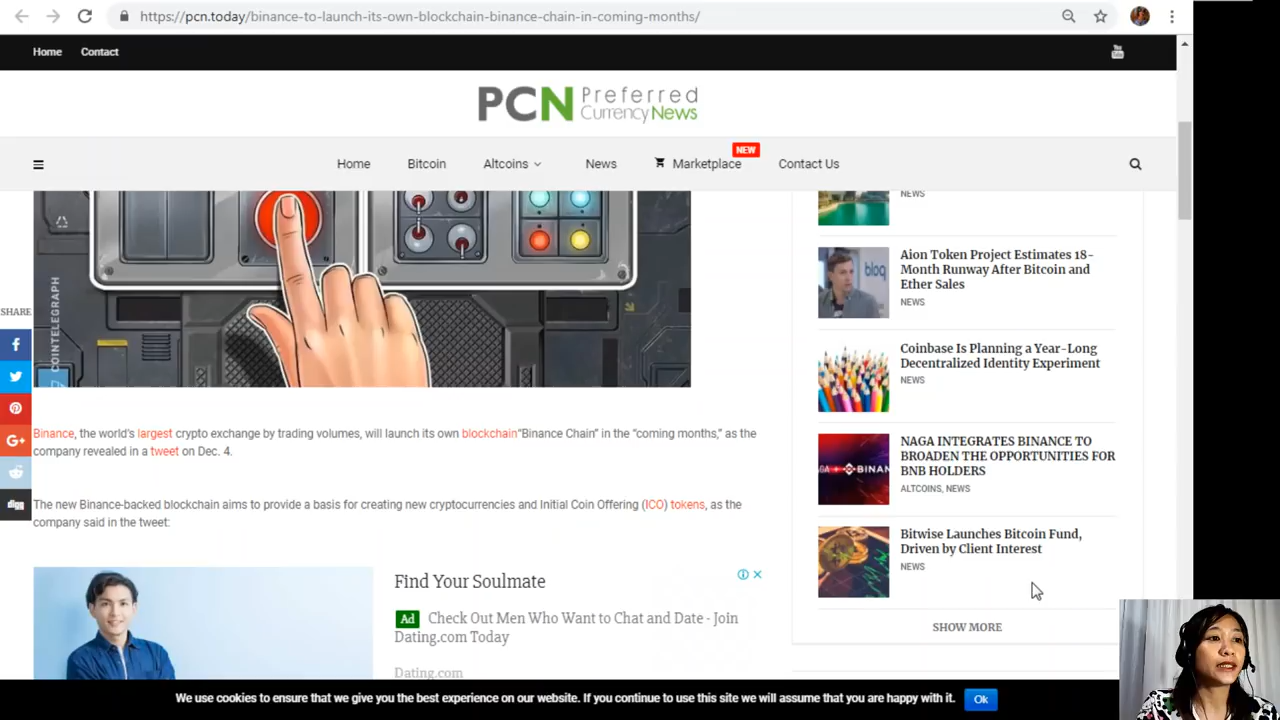 https://pcn.today/binance-to-launch-its-own-blockchain-binance-chain-in-coming-months/
Home Contact
You Tube
PCN Preferred
Currency News
Home Bitcoin Altcoins News Marketplace NEW Contact Us
COINTELEGRAPH
SHARE
NEWS
Aion Token Project Estimates 18-
Month Runway After Bitcoin and
Ether Sales
NEWS
bloq
Coinbase Is Planning a Year-Long
Decentralized Identity Experiment
NEWS
NAGA INTEGRATES BINANCE TO
BROADEN THE OPPORTUNITIES FOR
BNB HOLDERS
ALTCOINS, NEWS
Bitwise Launches Bitcoin Fund,
Driven by Client Interest
NEWS
SHOW MORE
Binance, the world's largest crypto exchange by trading volumes, will launch its own blockchain"Binance Chain" in the "coming months," as the
company revealed in a tweet on Dec. 4.
The new Binance-backed blockchain aims to provide a basis for creating new cryptocurrencies and Initial Coin Offering (ICO) tokens, as the
company said in the tweet:
Find Your Soulmate
Ad Check Out Men Who Want to Chat and Date - Join
Dating.com Today
Dating.com
We use cookies to ensure that we give you the best experience on our website. If you continue to use this site we will assume that you are happy with it. Ok